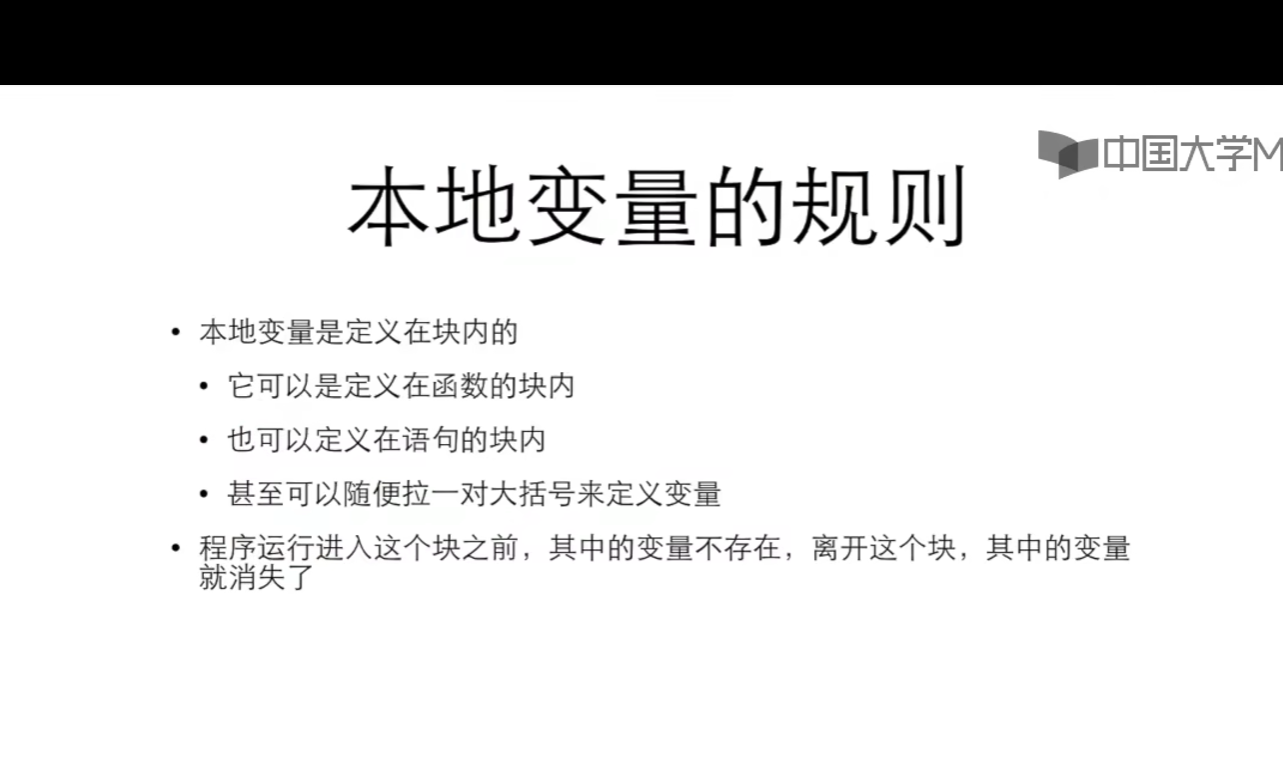 中国大学M
本地变量的规则
• 本地变量是定义在块内的
• 它可以是定义在函数的块内
• 也可以定义在语句的块内
• 甚至可以随便拉一对大括号来定义变量
• 程序运行进入这个块之前，其中的变量不存在，离开这个块，其中的变量
就消失了